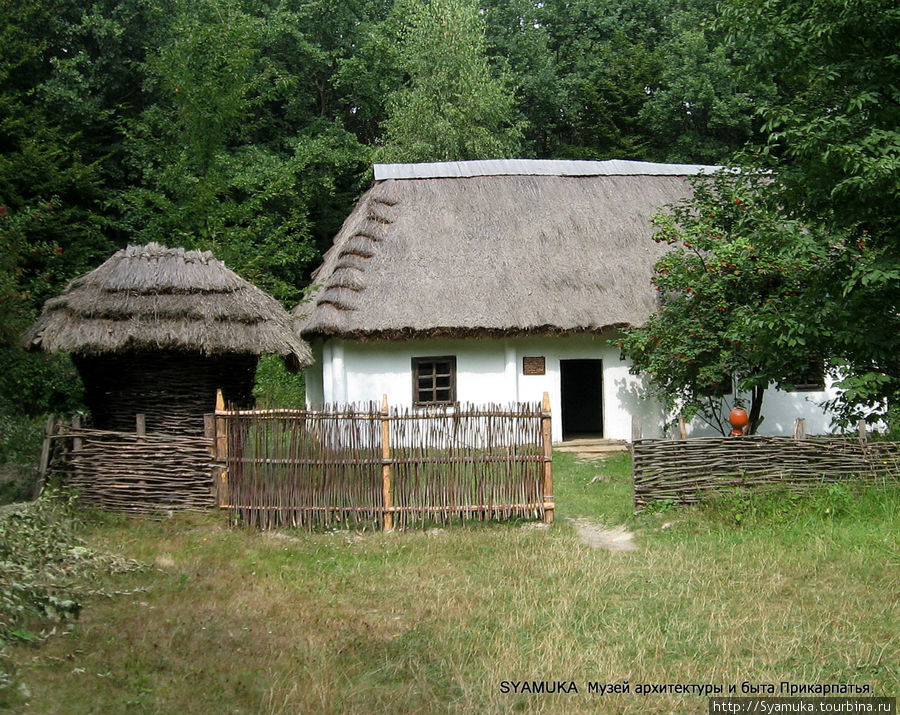 SYAMUKA Музей архитектуры и быта Прикарпатья.
http://Syamuka.tourbina.ru